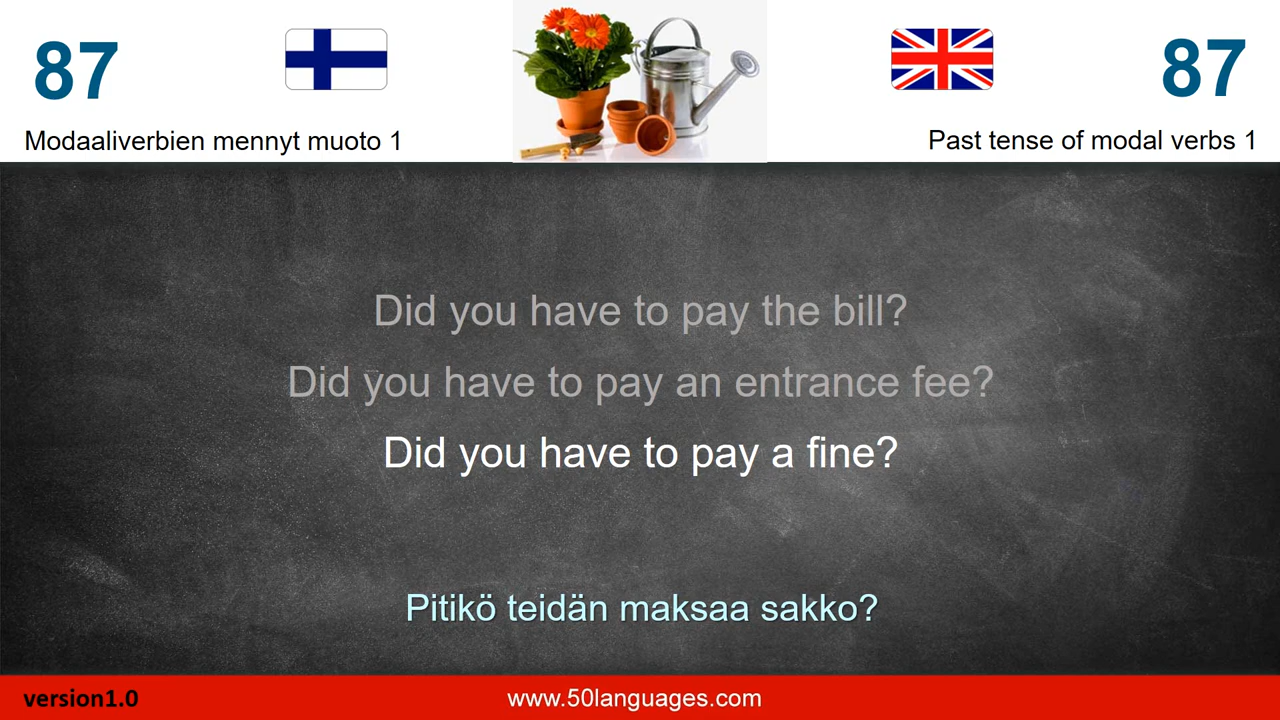 87
87
Modaaliverbien mennyt muoto 1
Past tense of modal verbs 1
Did you have to pay the bill?
Did you have to pay an entrance fee?
Did you have to pay a fine?
Pitikö teidän maksaa sakko?
version1.0
www.50languages.com